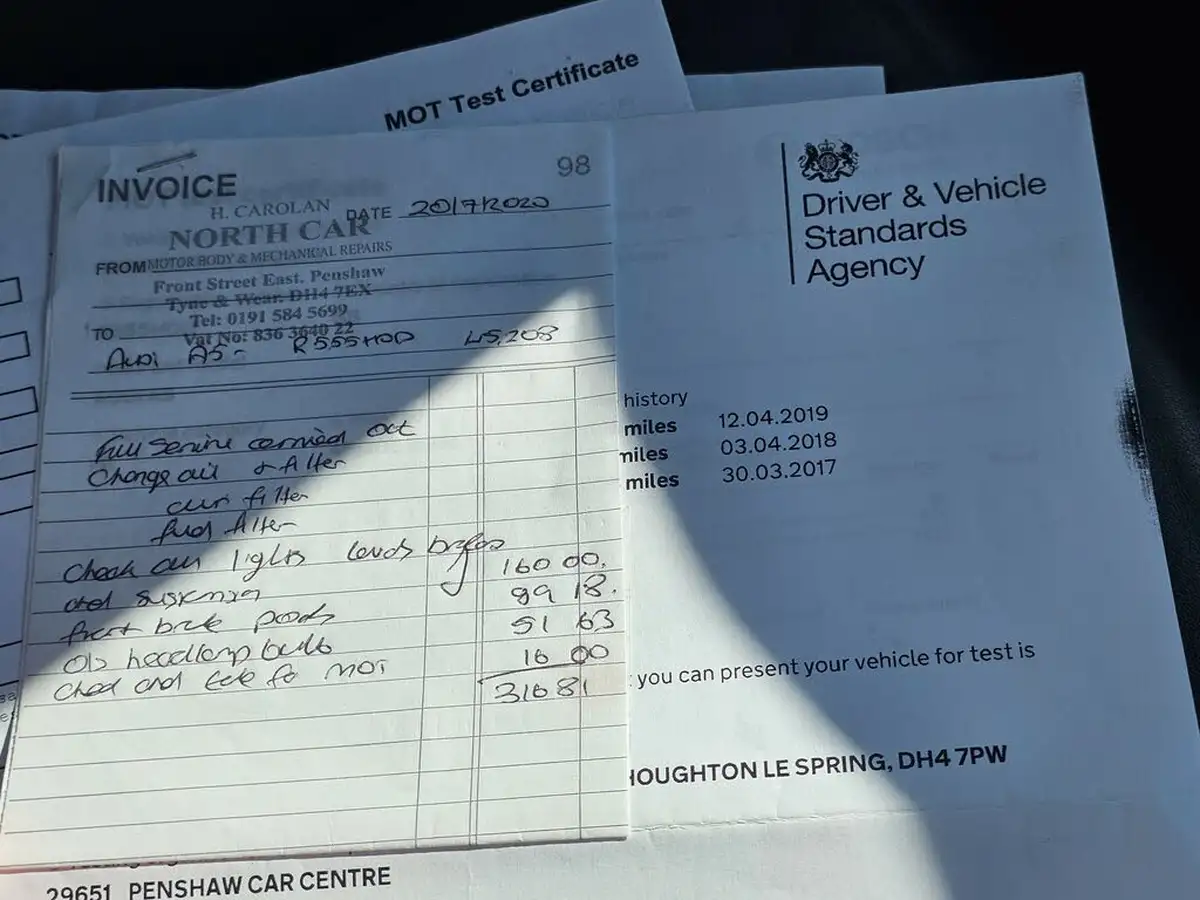 MOT Test Certificate
INVOICE
98
H. CAROLAN
DATE 20/7/2020
NORTH CAR
FROM MOTOR BODY & MECHANICAL REPAIRS
Front Street East. Penshaw
Tyne & Wear. DH4 7EX
Tel: 0191 584 5699
TO
Vat No: 836 3640 22
Audi A5 - R555HOD 45,208
Full Service carried out
Change oil & filter
air filter
fuel filter
Check all lights levels brakes
and suspension 160 00.
front brake pads 89 18.
O/s headlamp bulb 51 63
Check and take for MOT 16 00
316 81
Driver & Vehicle
Standards
Agency
history
miles 12.04.2019
miles 03.04.2018
miles 30.03.2017
you can present your vehicle for test is
HOUGHTON LE SPRING, DH4 7PW
29651 PENSHAW CAR CENTRE